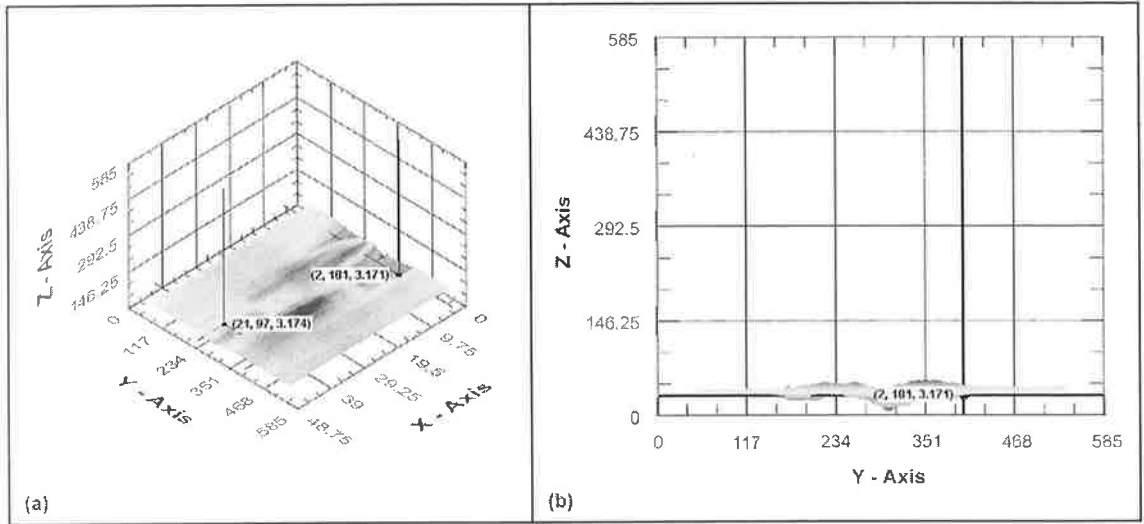 585
438.75
292.5
146.25
Z - Axis
0
117
234
351
468
585
Y - Axis
0
9.75
19.5
29.25
39
48.75
X - Axis
(2, 181, 3.171)
(21, 97, 3.174)
(a)
585
438.75
292.5
146.25
0
Z - Axis
(2, 181, 3.171)
0
117
234
351
468
585
Y - Axis
(b)